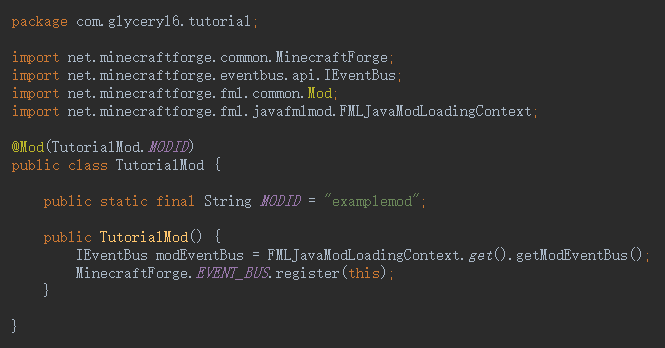 package com.glycery16.tutorial;
import net.minecraftforge.common.MinecraftForge;
import net.minecraftforge.eventbus.api.IEventBus;
import net.minecraftforge.fml.common.Mod;
import net.minecraftforge.fml.javafmlmod.FMLJavaModLoadingContext;
@Mod(TutorialMod.MODID)
public class TutorialMod {
public static final String MODID = "examplemod";
public TutorialMod() {
IEventBus modEventBus = FMLJavaModLoadingContext.get().getModEventBus();
MinecraftForge.EVENT_BUS.register(this);
}
}